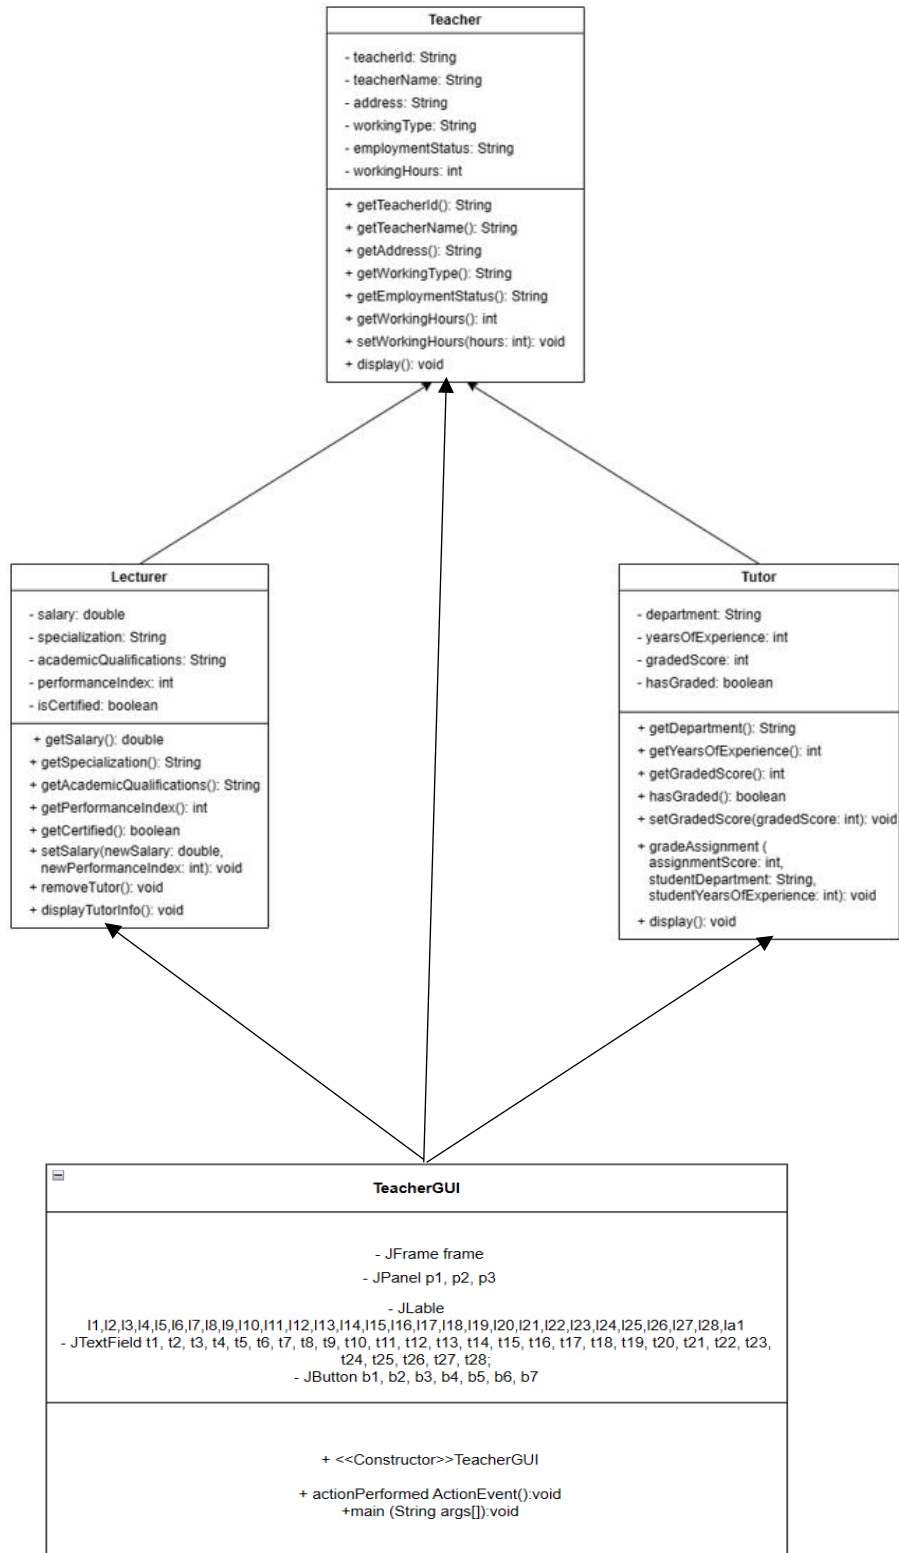 Teacher
- teacherId: String
- teacherName: String
- address: String
- workingType: String
- employmentStatus: String
- workingHours: int
+ getTeacherId(): String
+ getTeacherName(): String
+ getAddress(): String
+ getWorkingType(): String
+ getEmploymentStatus(): String
+ getWorkingHours(): int
+ setWorkingHours(hours: int): void
+ display(): void
Lecturer
- salary: double
- specialization: String
- academicQualifications: String
- performanceIndex: int
- isCertified: boolean
+ getSalary(): double
+ getSpecialization(): String
+ getAcademicQualifications(): String
+ getPerformanceIndex(): int
+ getCertified(): boolean
+ setSalary(newSalary: double,
newPerformanceIndex: int): void
+ removeTutor(): void
+ displayTutorInfo(): void
Tutor
- department: String
- yearsOfExperience: int
- gradedScore: int
- hasGraded: boolean
+ getDepartment(): String
+ getYearsOfExperience(): int
+ getGradedScore(): int
+ hasGraded(): boolean
+ setGradedScore(gradedScore: int): void
+ gradeAssignment (
assignmentScore: int,
studentDepartment: String,
studentYearsOfExperience: int): void
+ display(): void
TeacherGUI
- JFrame frame
- JPanel p1, p2, p3
- JLable
l1,l2,l3,l4,l5,l6,l7,l8,l9,l10,l11,l12,l13,l14,l15,l16,l17,l18,l19,l20,l21,l22,l23,l24,l25,l26,l27,l28,la1
- JTextField t1, t2, t3, t4, t5, t6, t7, t8, t9, t10, t11, t12, t13, t14, t15, t16, t17, t18, t19, t20, t21, t22, t23,
t24, t25, t26, t27, t28;
- JButton b1, b2, b3, b4, b5, b6, b7
+ <<Constructor>>TeacherGUI
+ actionPerformed ActionEvent():void
+main (String args[]):void